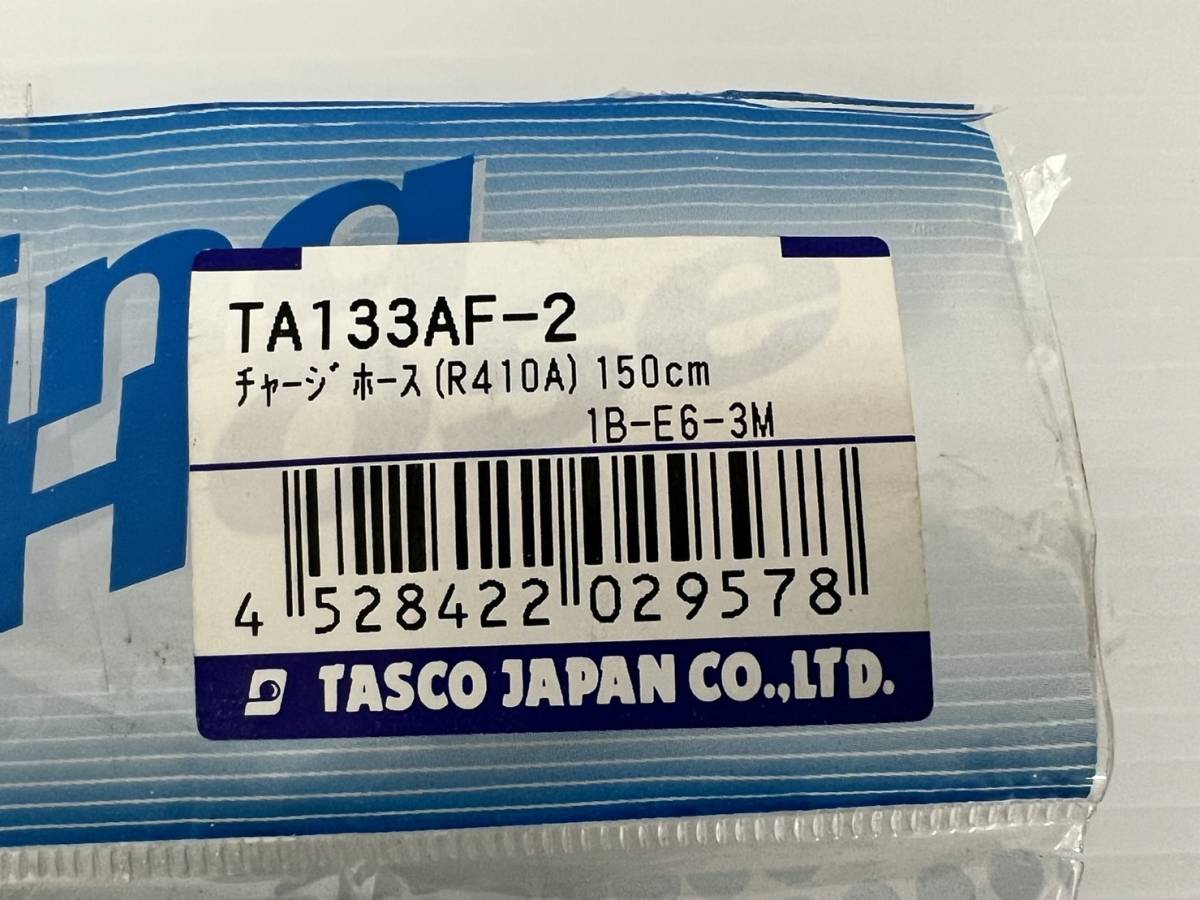 TA133AF-2
ﾁｬｰｼﾞﾎｰｽ(R410A) 150cm
1B-E6-3M
4 528422 029578
TASCO JAPAN CO.,LTD.